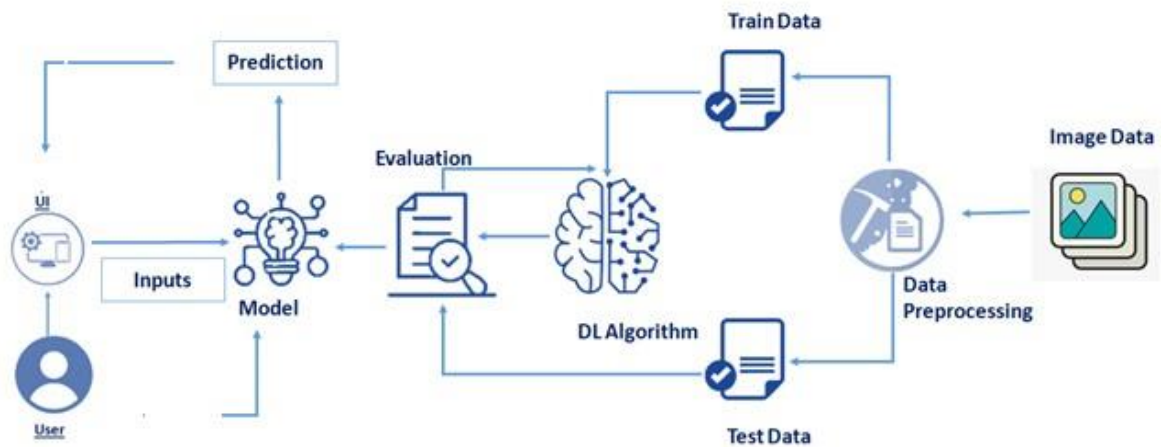 Train Data
Prediction
Image Data
Evaluation
UI
Inputs
Model
Data
Preprocessing
DL Algorithm
User
Test Data